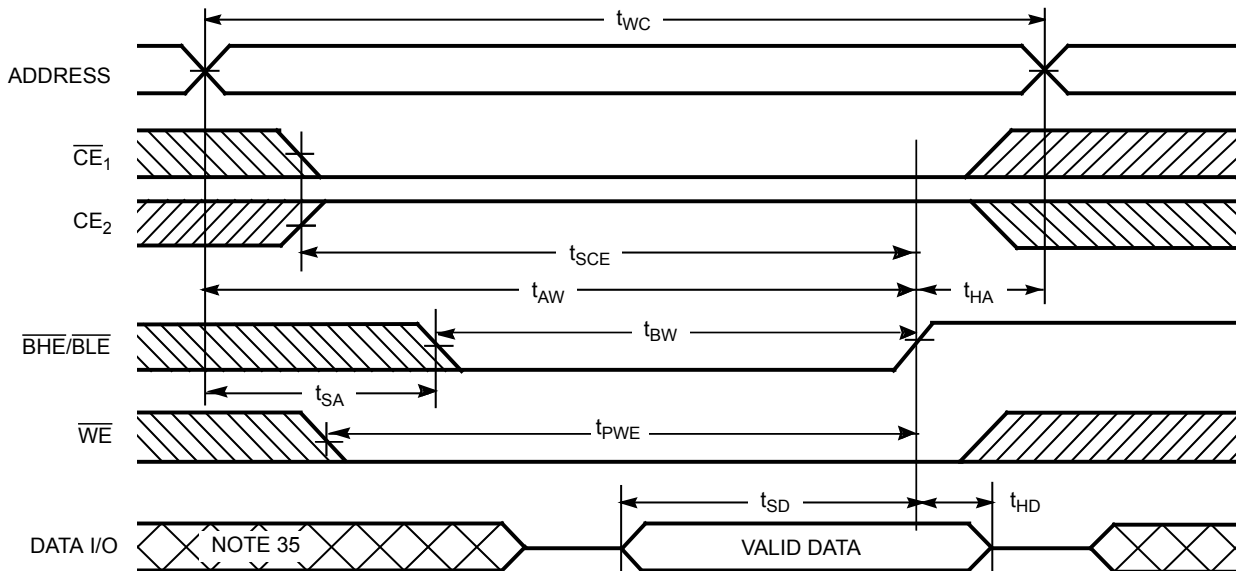 tWC
ADDRESS
CE1
CE2
tSCE
tAW
tHA
BHE/BLE
tBW
tSA
WE
tPWE
tSD
tHD
DATA I/O
NOTE 35
VALID DATA